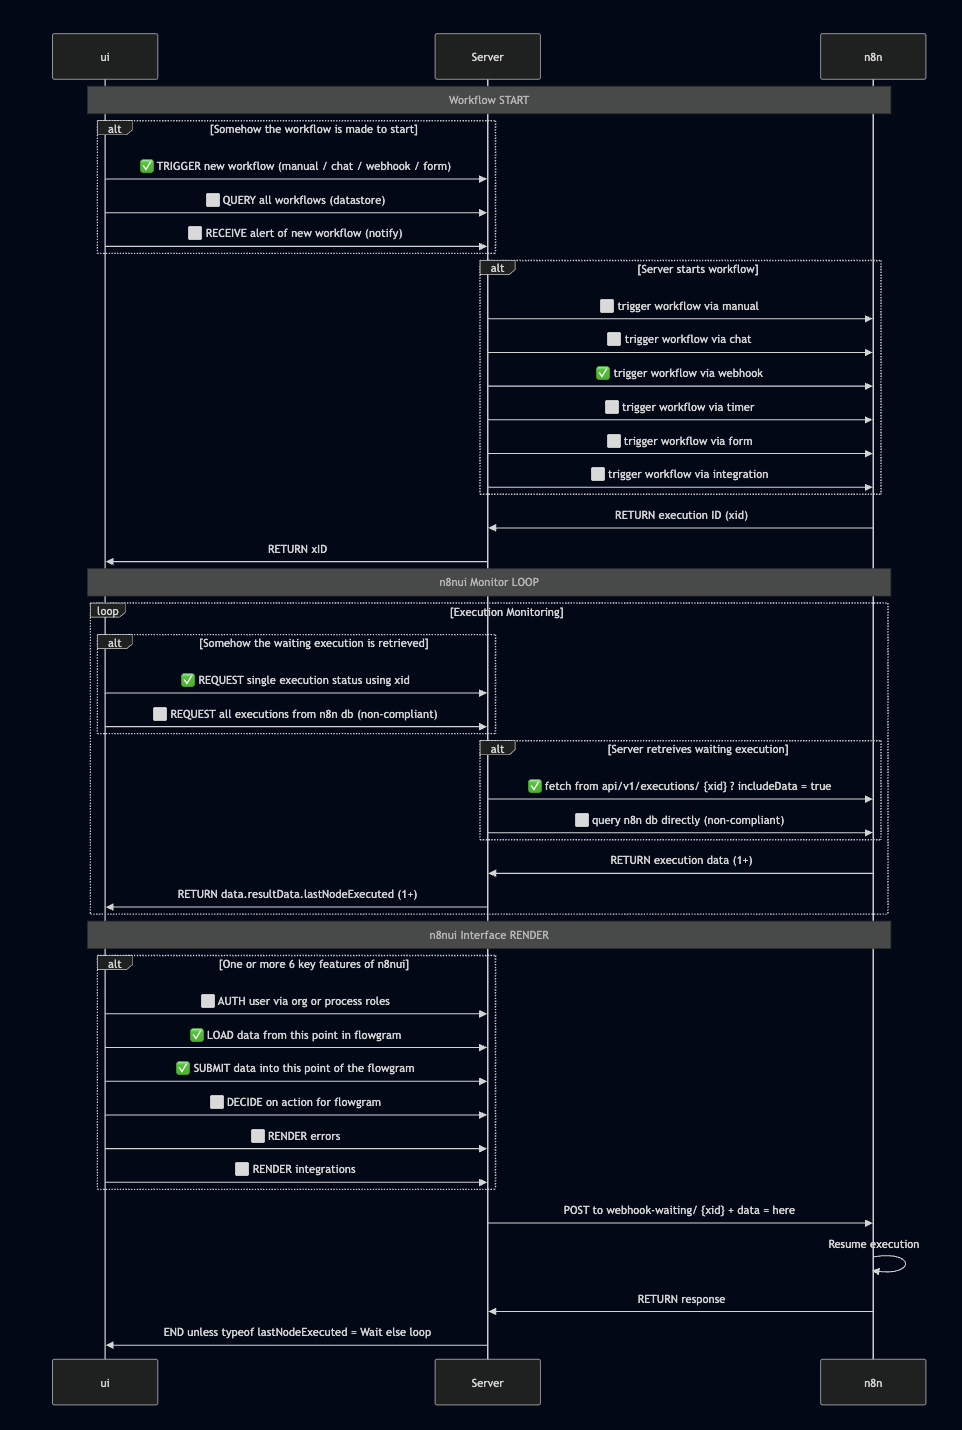 ui Server n8n
Workflow START
alt [Somehow the workflow is made to start]
✅ TRIGGER new workflow (manual / chat / webhook / form)
⬜ QUERY all workflows (datastore)
⬜ RECEIVE alert of new workflow (notify)
alt [Server starts workflow]
⬜ trigger workflow via manual
⬜ trigger workflow via chat
✅ trigger workflow via webhook
⬜ trigger workflow via timer
⬜ trigger workflow via form
⬜ trigger workflow via integration
RETURN execution ID (xid)
RETURN xID
n8nui Monitor LOOP
loop [Execution Monitoring]
alt [Somehow the waiting execution is retrieved]
✅ REQUEST single execution status using xid
⬜ REQUEST all executions from n8n db (non-compliant)
alt [Server retreives waiting execution]
✅ fetch from api/v1/executions/ {xid} ? includeData = true
⬜ query n8n db directly (non-compliant)
RETURN execution data (1+)
RETURN data.resultData.lastNodeExecuted (1+)
n8nui Interface RENDER
alt [One or more 6 key features of n8nui]
⬜ AUTH user via org or process roles
✅ LOAD data from this point in flowgram
✅ SUBMIT data into this point of the flowgram
⬜ DECIDE on action for flowgram
⬜ RENDER errors
⬜ RENDER integrations
POST to webhook-waiting/ {xid} + data = here
Resume execution
RETURN response
END unless typeof lastNodeExecuted = Wait else loop
ui Server n8n